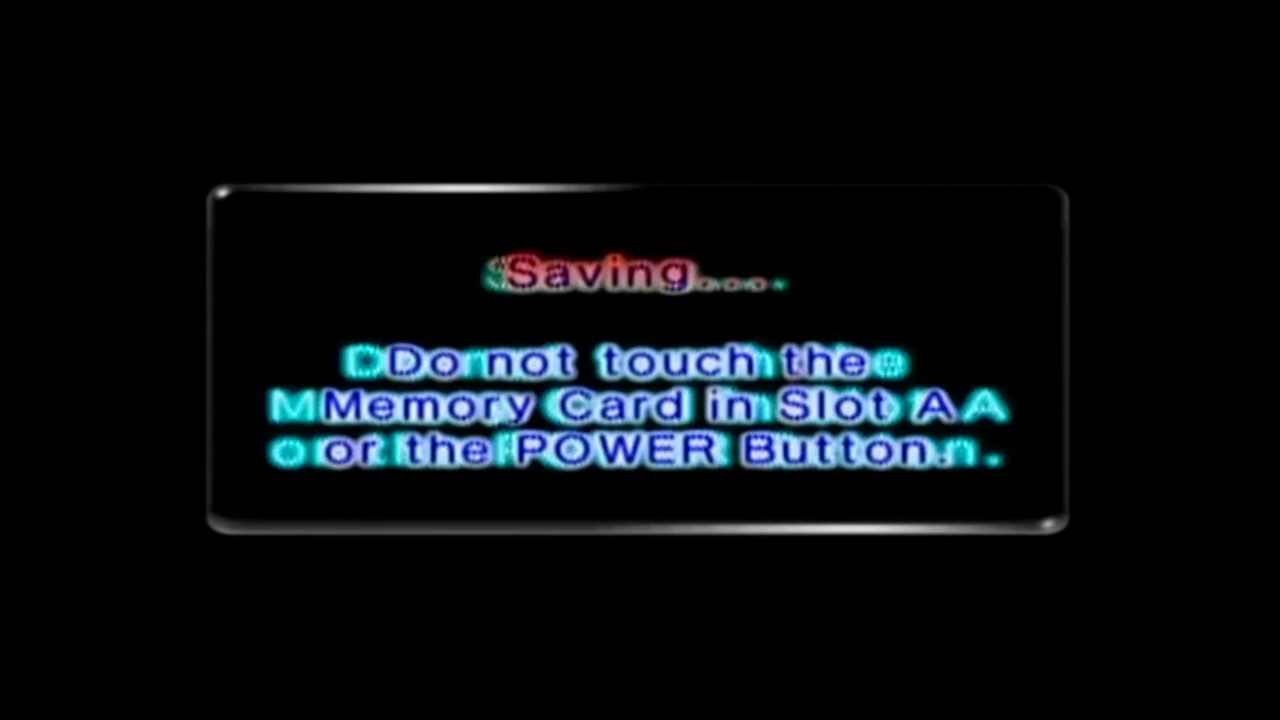 Saving....
Do not touch the
Memory Card in Slot A
or the POWER Button.